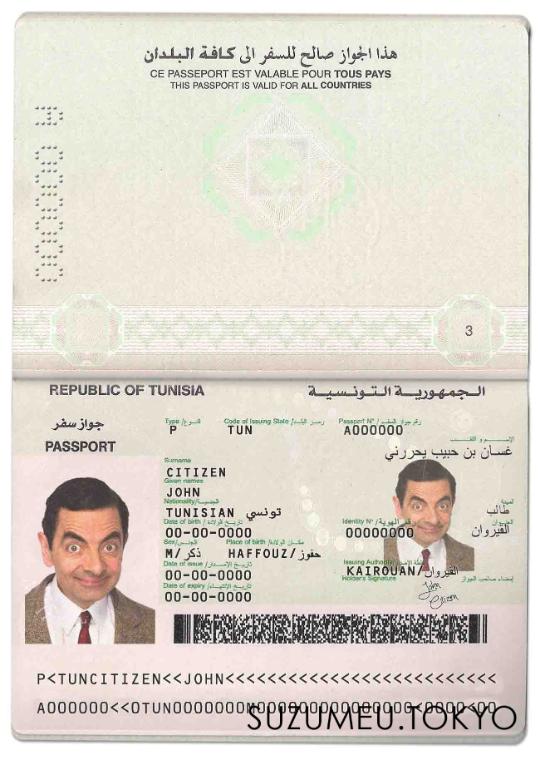 هذا الجواز صالح للسفر الى كافة البلدان
CE PASSEPORT EST VALABLE POUR TOUS PAYS
THIS PASSPORT IS VALID FOR ALL COUNTRIES
3
REPUBLIC OF TUNISIA الجمهورية التونسية
جواز سفر
PASSPORT
Type / النوع Code of Issuing State / رمز البلد Passport N° / رقم جواز السفر
P TUN A000000
الإسم و اللقب
غسان بن حبيب يحررني
Surname
CITIZEN
Given names
JOHN
Nationality/الجنسية المهنة
TUNISIAN تونسي طالب
Date of birth / تاريخ الولادة Identity N° / رقم الهوية
00-00-0000 00000000 القيروان
Sex/الجنس Place of birth / مكان الولادة
M/ذكر HAFFOUZ/حفوز
Date of issue / تاريخ الإصدار Issuing Authority
00-00-0000 KAIROUAN/القيروان
Date of expiry / تاريخ الإنتهاء Holder's Signature إمضاء صاحب الجواز
00-00-0000 John Citizen
P<TUNCITIZEN<<JOHN<<<<<<<<<<<<<<<<<<<<<<<<<<
A000000<<0TUN0000000M00000000000000000<0000<00
SUZUMEU.TOKYO